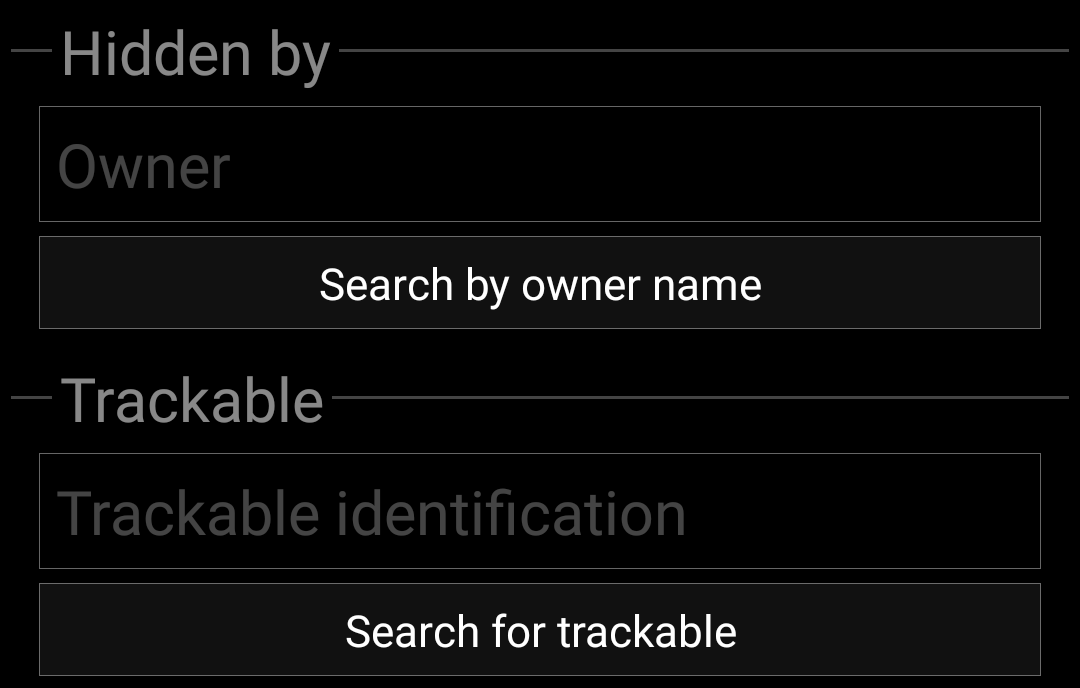 Hidden by
Owner
Search by owner name
Trackable
Trackable identification
Search for trackable